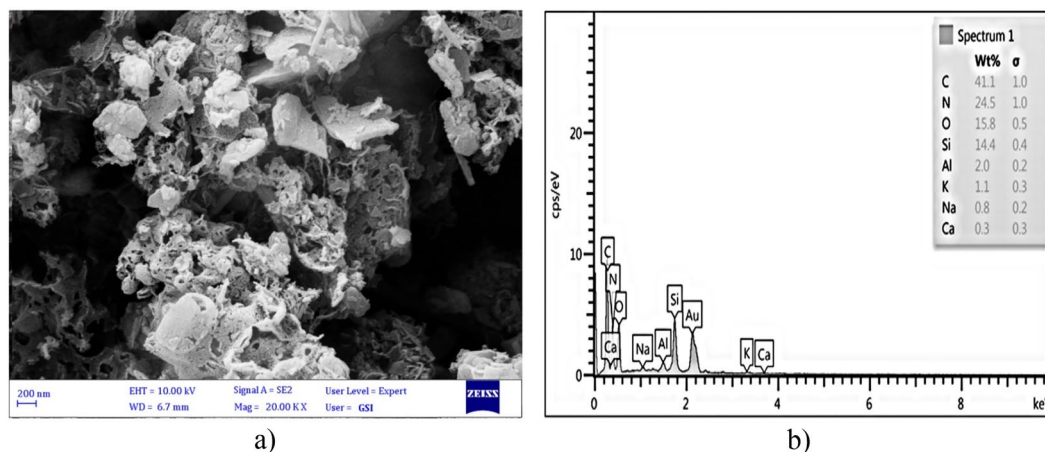 200 nm
EHT = 10.00 kV
Signal A = SE2
User Level = Expert
WD = 6.7 mm
Mag = 20.00 K X
User = GSI
ZEISS
a)
Spectrum 1
Wt% σ
C 41.1 1.0
N 24.5 1.0
O 15.8 0.5
Si 14.4 0.4
Al 2.0 0.2
K 1.1 0.3
Na 0.8 0.2
Ca 0.3 0.3
cps/eV
20
10
0
C
N
O
Ca
Na
Al
Si
Au
K
Ca
0 2 4 6 8 ke
b)